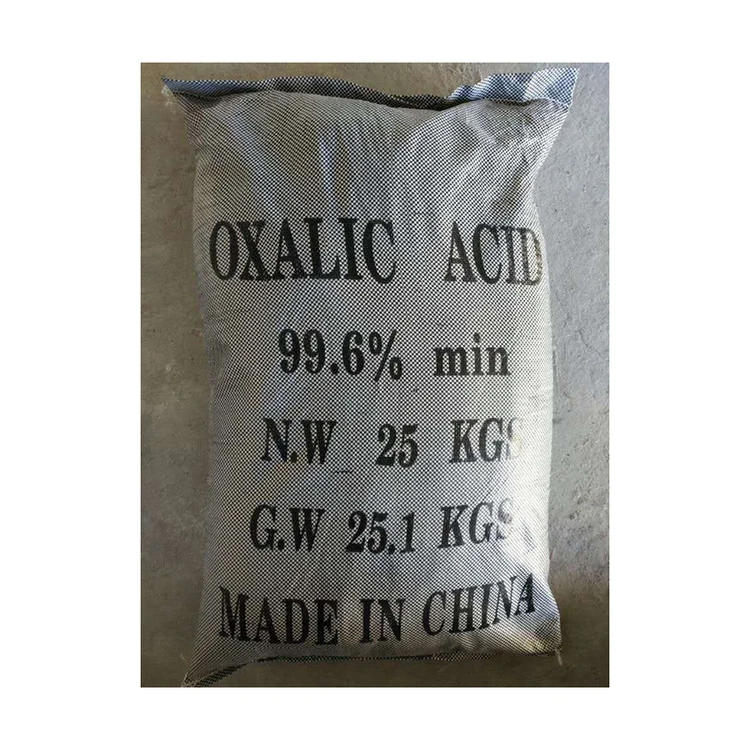 OXALIC ACID
99.6% min
N.W 25 KGS
G.W 25.1 KGS
MADE IN CHINA